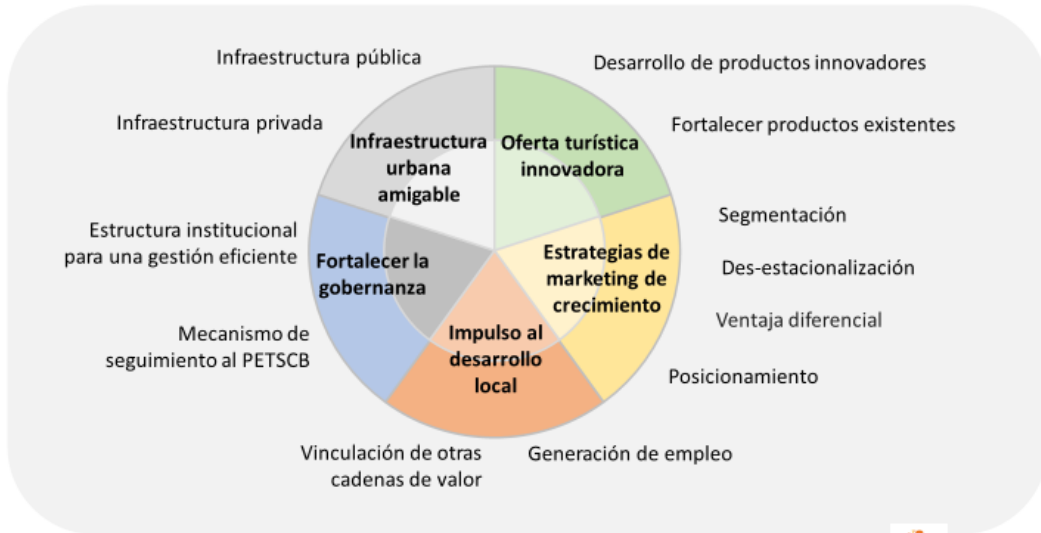 Infraestructura pública
Infraestructura privada
Infraestructura
urbana
amigable
Oferta turística
innovadora
Desarrollo de productos innovadores
Fortalecer productos existentes
Estructura institucional
para una gestión eficiente
Fortalecer la
gobernanza
Mecanismo de
seguimiento al PETSCB
Estrategias de
marketing de
crecimiento
Segmentación
Des-estacionalización
Ventaja diferencial
Posicionamiento
Impulso al
desarrollo
local
Vinculación de otras
cadenas de valor
Generación de empleo